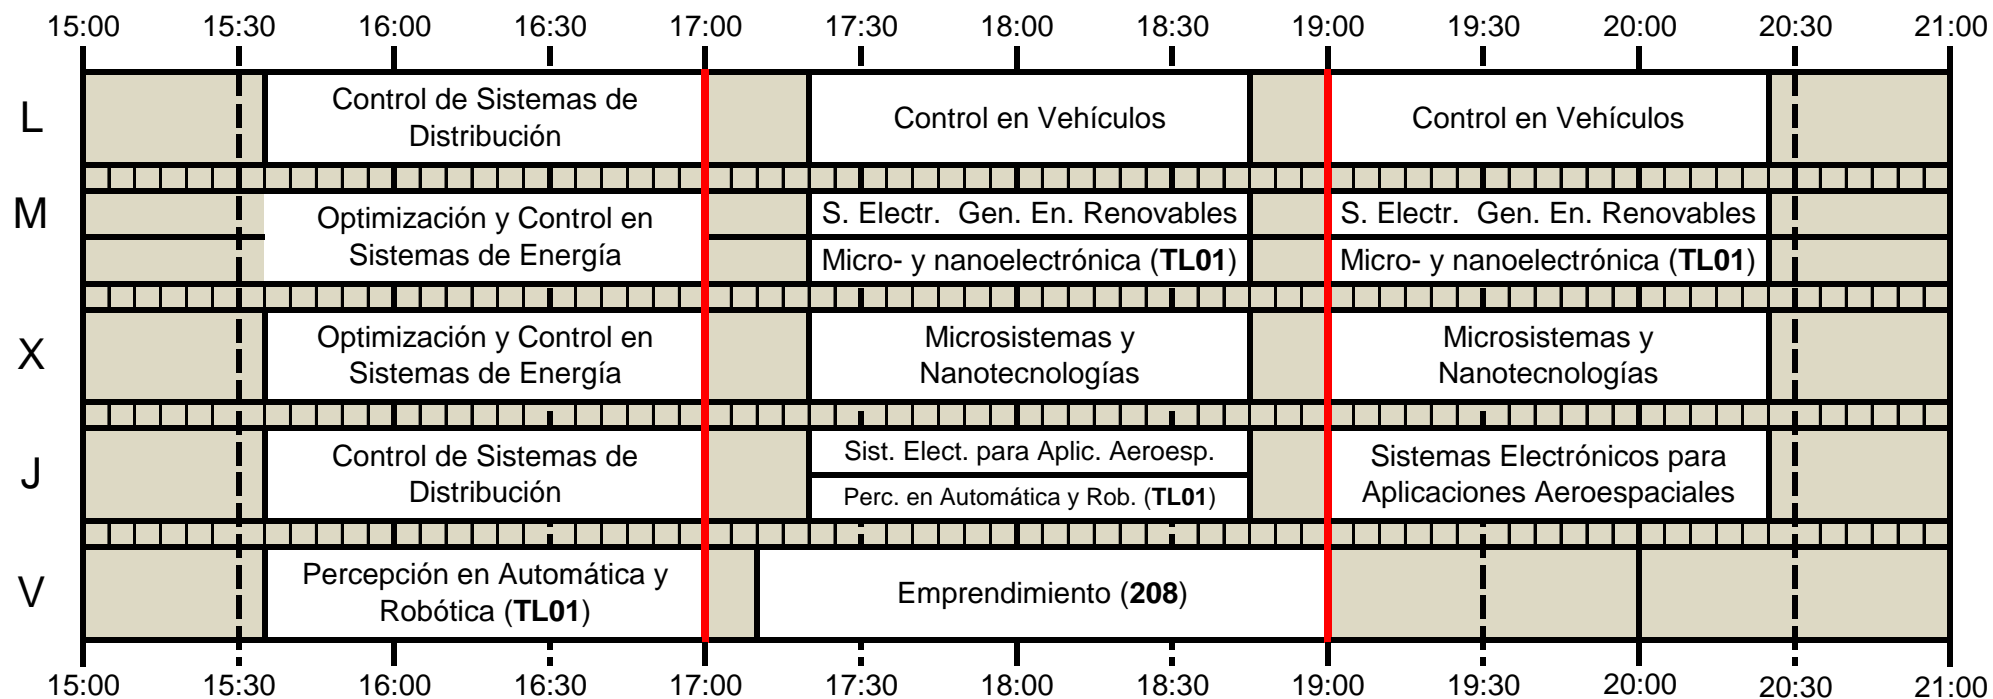 15:00 15:30 16:00 16:30 17:00 17:30 18:00 18:30 19:00 19:30 20:00 20:30 21:00
L
Control de Sistemas de
Distribución
Control en Vehículos
Control en Vehículos
M
Optimización y Control en
Sistemas de Energía
S. Electr. Gen. En. Renovables
Micro- y nanoelectrónica (TL01)
S. Electr. Gen. En. Renovables
Micro- y nanoelectrónica (TL01)
X
Optimización y Control en
Sistemas de Energía
Microsistemas y
Nanotecnologías
Microsistemas y
Nanotecnologías
J
Control de Sistemas de
Distribución
Sist. Elect. para Aplic. Aeroesp.
Perc. en Automática y Rob. (TL01)
Sistemas Electrónicos para
Aplicaciones Aeroespaciales
V
Percepción en Automática y
Robótica (TL01)
Emprendimiento (208)
15:00 15:30 16:00 16:30 17:00 17:30 18:00 18:30 19:00 19:30 20:00 20:30 21:00